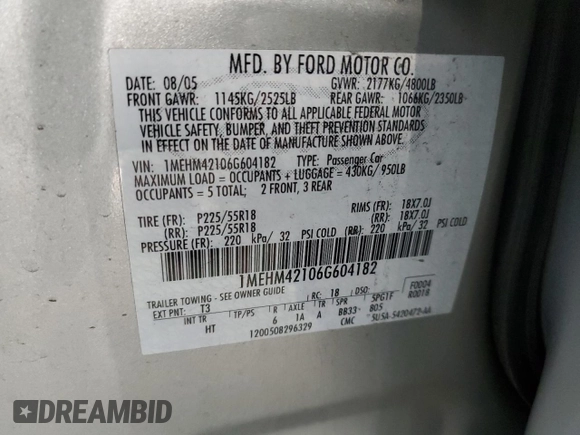 MFD. BY FORD MOTOR CO.
DATE: 08/05 GVWR: 2177KG/4800LB
FRONT GAWR: 1145KG/2525LB REAR GAWR: 1066KG/2350LB
THIS VEHICLE CONFORMS TO ALL APPLICABLE FEDERAL MOTOR
VEHICLE SAFETY, BUMPER, AND THEFT PREVENTION STANDARDS
IN EFFECT ON THE DATE OF MANUFACTURE SHOWN ABOVE.
VIN: 1MEHM42106G604182 TYPE: Passenger Car
MAXIMUM LOAD = OCCUPANTS + LUGGAGE = 430KG/950LB
OCCUPANTS = 5 TOTAL; 2 FRONT, 3 REAR
TIRE (FR): P225/55R18 RIMS (FR): 18X7.0J
(RR): P225/55R18 (RR): 18X7.0J
PRESSURE (FR): 220 kPa/ 32 PSI COLD (RR): 220 kPa/ 32 PSI COLD
1MEHM42106G604182
TRAILER TOWING - SEE OWNER GUIDE
EXT PNT: T3 RC: 18 DSO: F0004
INT TR TP/PS R AXLE TR SPR SPGTF R0018
HT 6 1A A BB33 805
1200508296329 CMC 5U5A-5420472-AA
DREAMBID